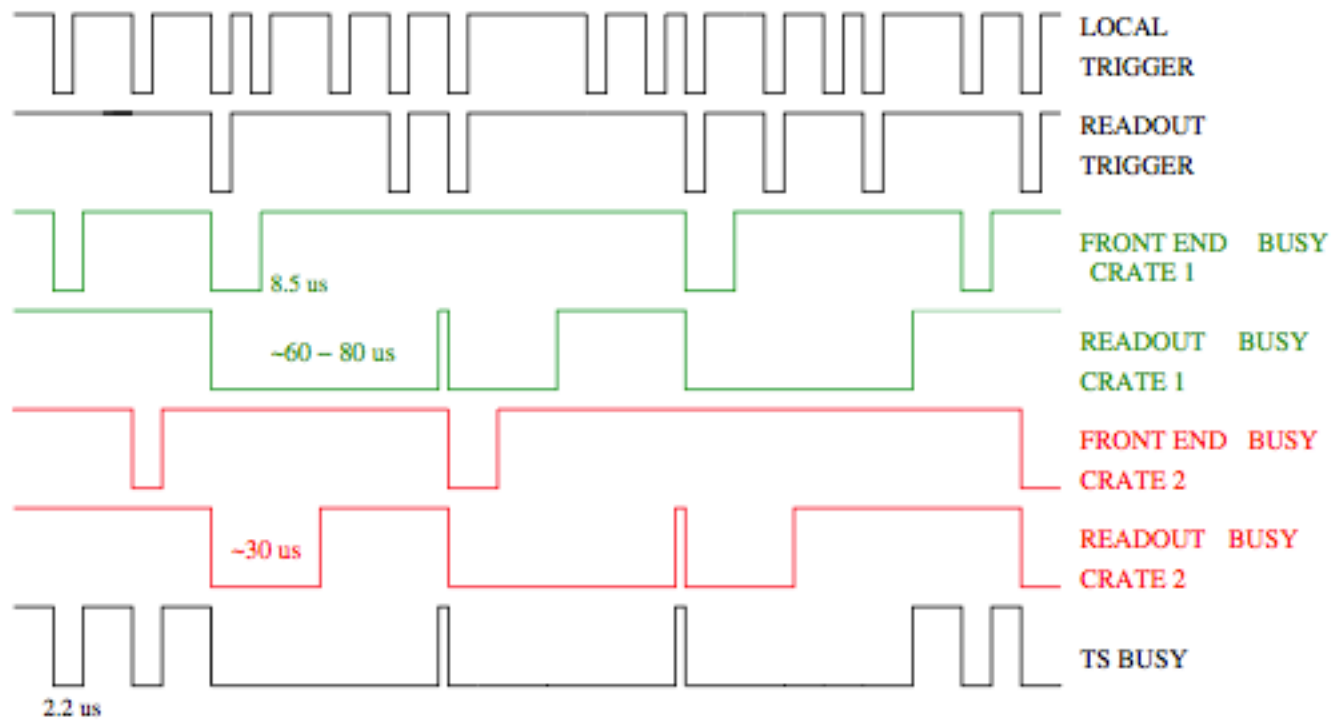 LOCAL
TRIGGER
READOUT
TRIGGER
FRONT END BUSY
CRATE 1
8.5 us
~60 – 80 us
READOUT BUSY
CRATE 1
FRONT END BUSY
CRATE 2
~30 us
READOUT BUSY
CRATE 2
TS BUSY
2.2 us